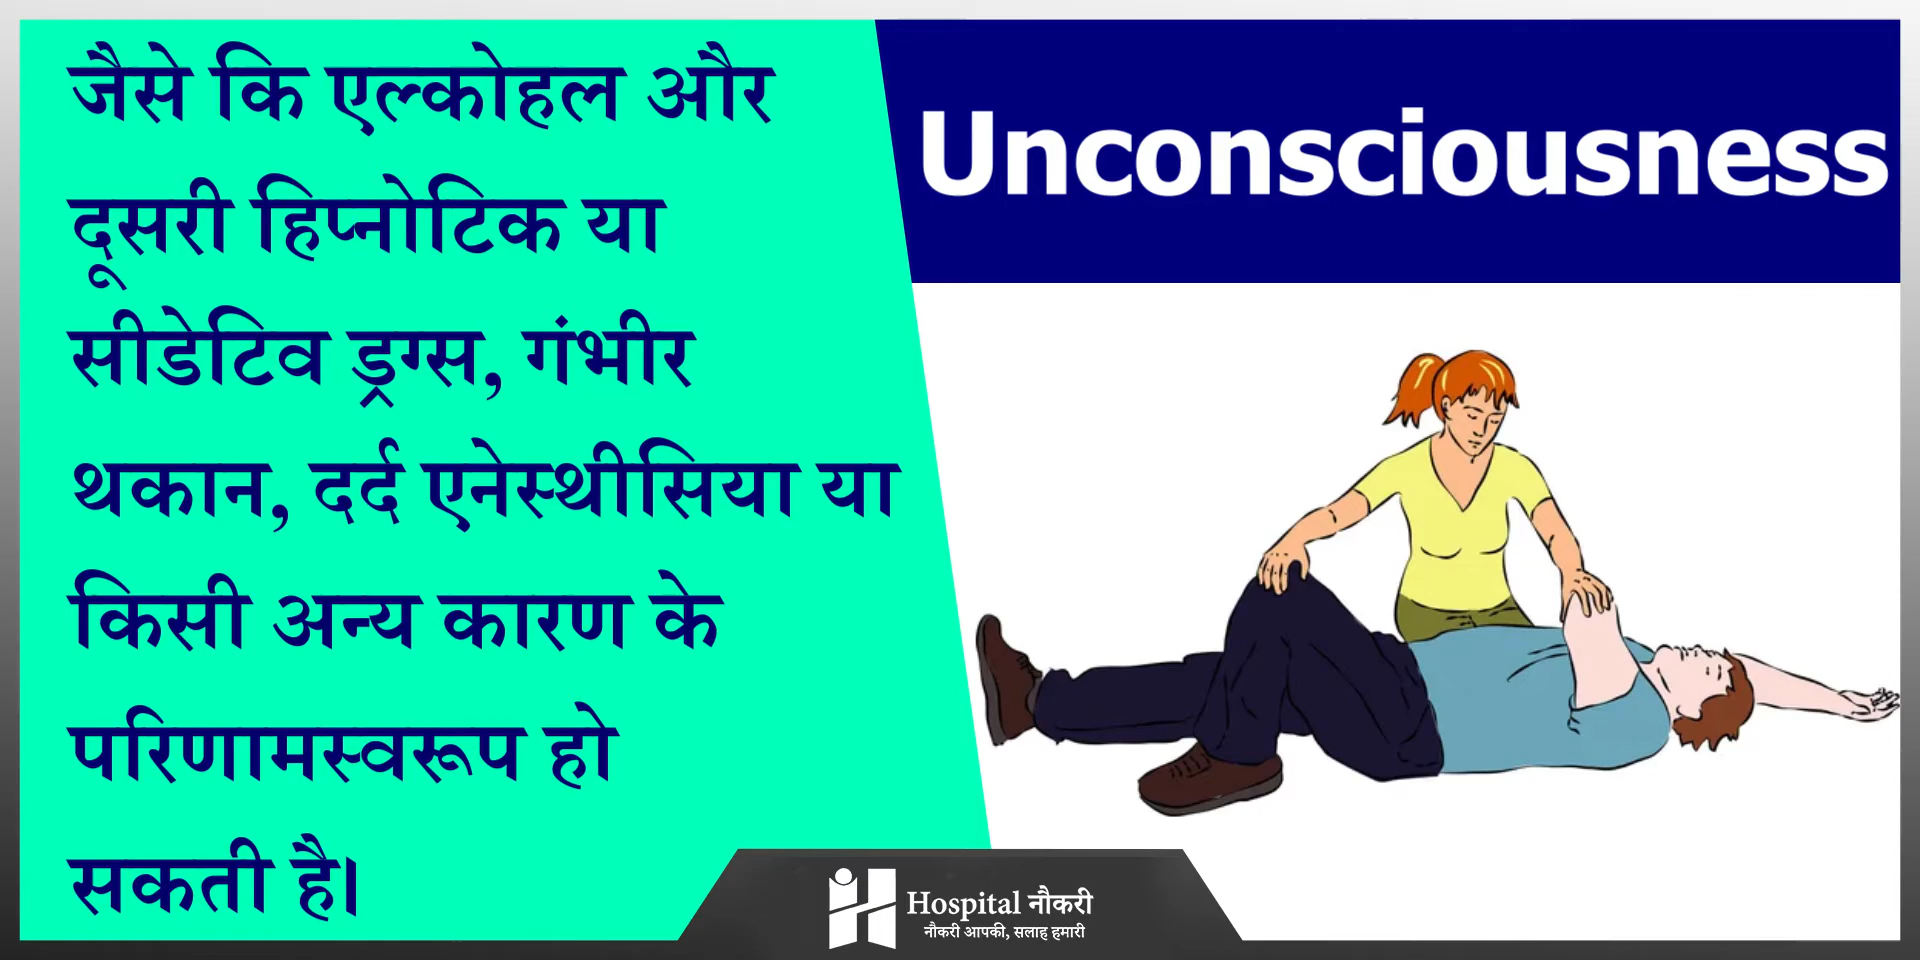 जैसे कि एल्कोहल और
दूसरी हिप्नोटिक या
सीडेटिव ड्रग्स, गंभीर
थकान, दर्द एनेस्थीसिया या
किसी अन्य कारण के
परिणामस्वरूप हो
सकती है।
Unconsciousness
Hospital नौकरी
नौकरी आपकी, सलाह हमारी